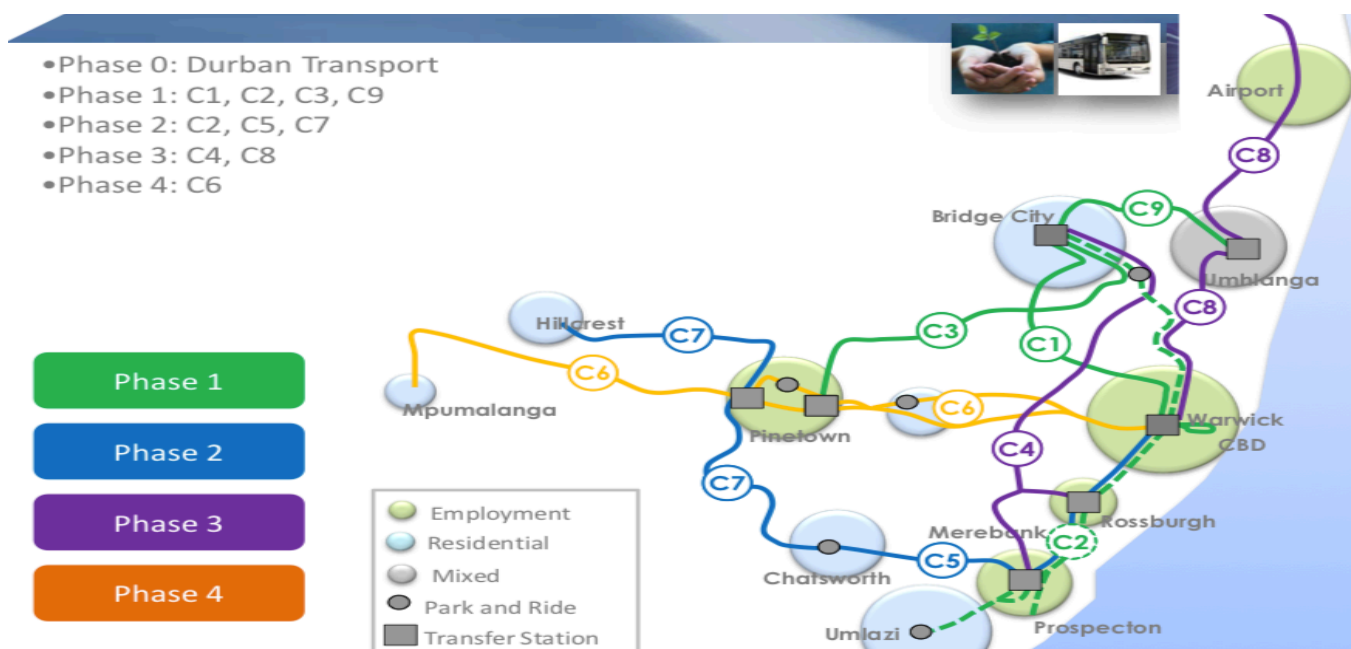 •Phase 0: Durban Transport
•Phase 1: C1, C2, C3, C9
•Phase 2: C2, C5, C7
•Phase 3: C4, C8
•Phase 4: C6
Airport
C8
C9
Bridge City
Umhlanga
C8
Hillcrest
C7
C3
C1
C6
Mpumalanga
Pinetown
C6
Warwick
CBD
C4
C7
Rossburgh
Merebank
C2
C5
Chatsworth
Prospecton
Umlazi
Phase 1
Phase 2
Phase 3
Phase 4
Employment
Residential
Mixed
Park and Ride
Transfer Station